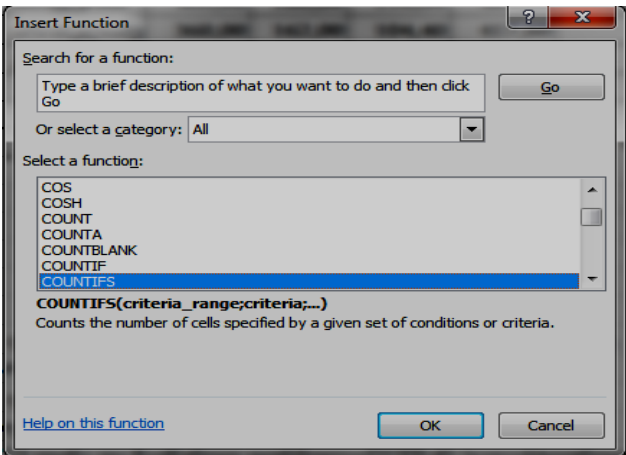 Insert Function
?
Search for a function:
Type a brief description of what you want to do and then click
Go
Go
Or select a category: All
Select a function:
COS
COSH
COUNT
COUNTA
COUNTBLANK
COUNTIF
COUNTIFS
COUNTIFS(criteria_range;criteria;...)
Counts the number of cells specified by a given set of conditions or criteria.
Help on this function
OK
Cancel